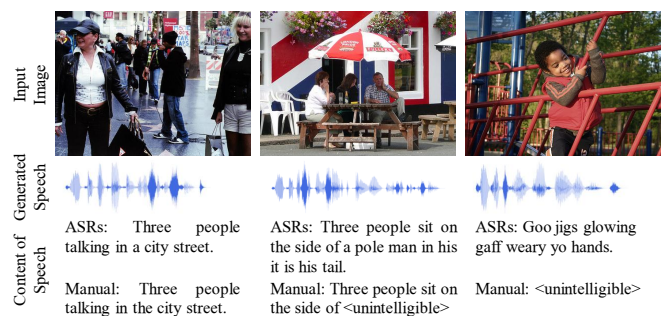 Input
Image
Generated
Speech
Content of
Speech
ASRs: Three people
talking in a city street.
Manual: Three people
talking in the city street.
ASRs: Three people sit on
the side of a pole man in his
it is his tail.
Manual: Three people sit on
the side of <unintelligible>
ASRs: Goo jigs glowing
gaff weary yo hands.
Manual: <unintelligible>